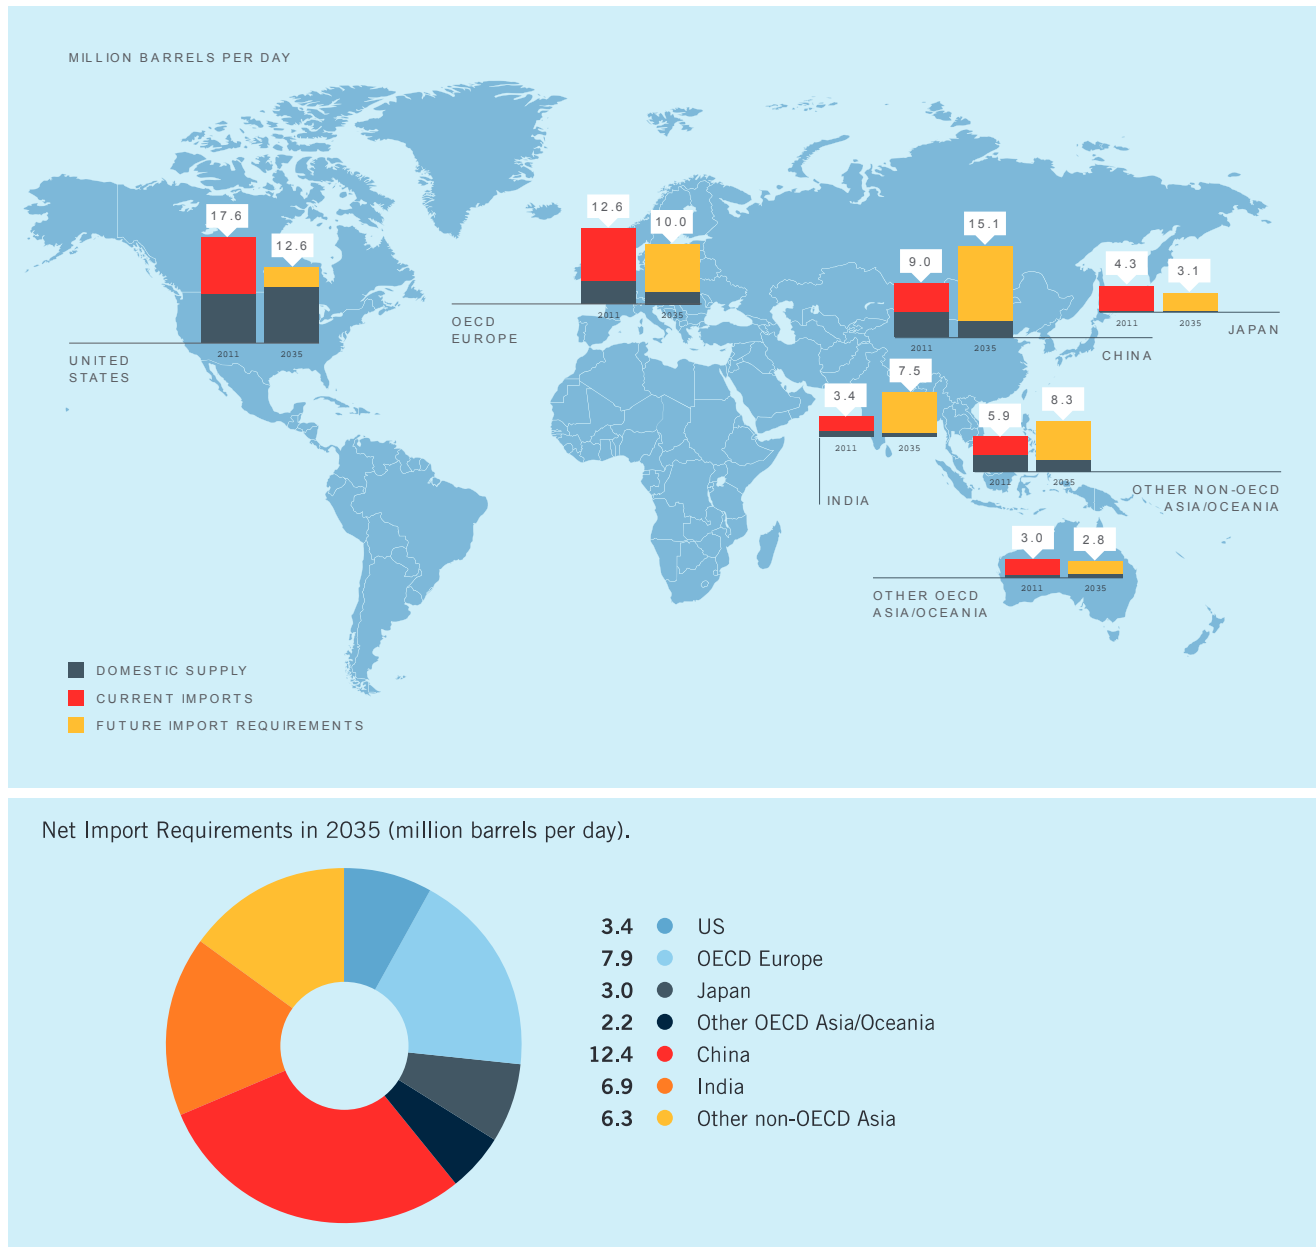 MILLION BARRELS PER DAY
17.6
12.6
2011
2035
UNITED
STATES
12.6
10.0
2011
2035
OECD
EUROPE
9.0
15.1
2011
2035
CHINA
4.3
3.1
2011
2035
JAPAN
3.4
7.5
2011
2035
INDIA
5.9
8.3
2011
2035
OTHER NON-OECD
ASIA/OCEANIA
3.0
2.8
2011
2035
OTHER OECD
ASIA/OCEANIA
DOMESTIC SUPPLY
CURRENT IMPORTS
FUTURE IMPORT REQUIREMENTS
Net Import Requirements in 2035 (million barrels per day).
3.4 US
7.9 OECD Europe
3.0 Japan
2.2 Other OECD Asia/Oceania
12.4 China
6.9 India
6.3 Other non-OECD Asia